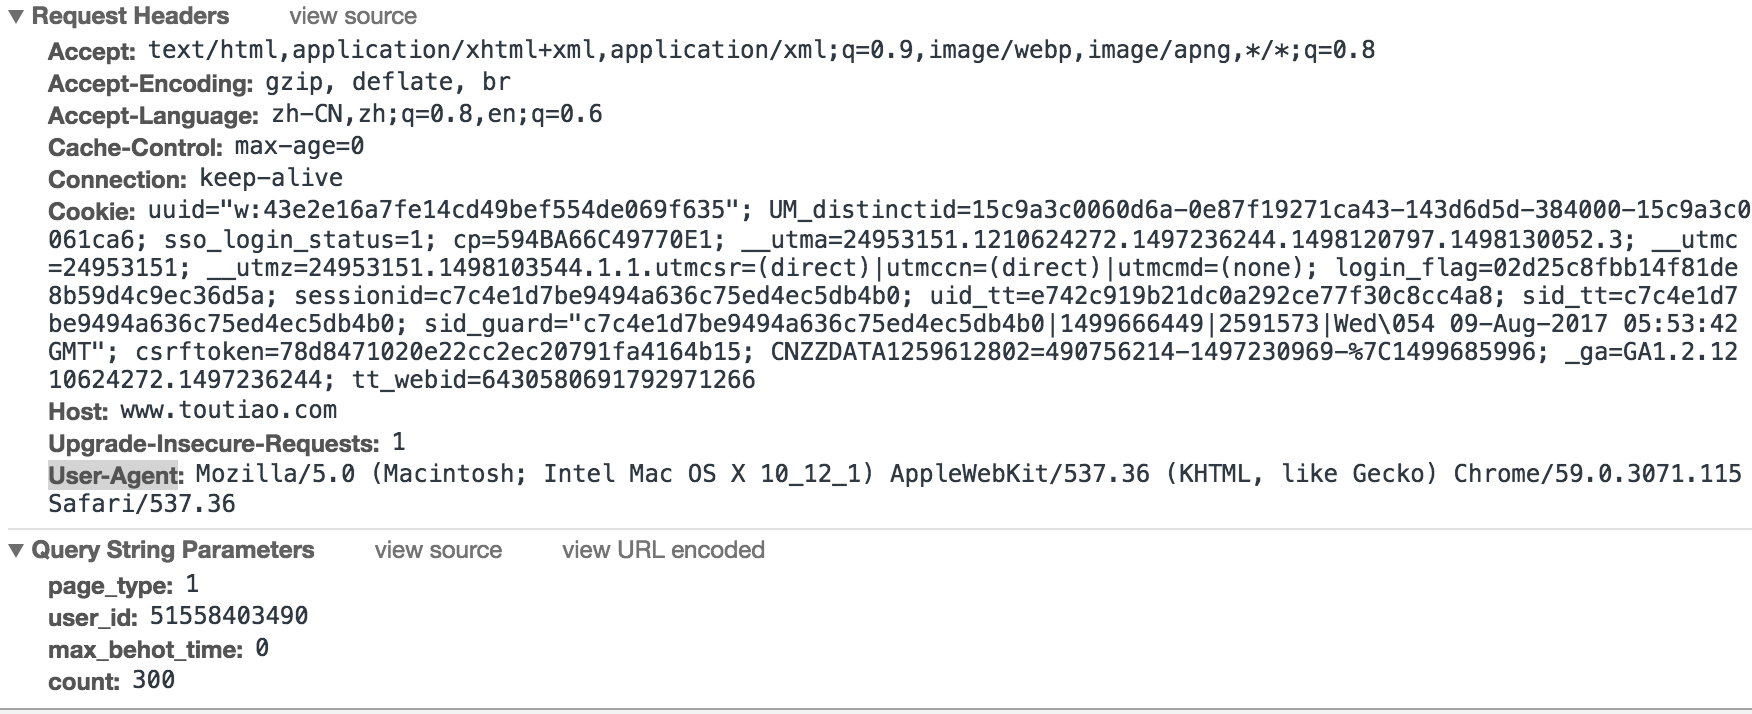 ▼ Request Headers view source
Accept: text/html,application/xhtml+xml,application/xml;q=0.9,image/webp,image/apng,*/*;q=0.8
Accept-Encoding: gzip, deflate, br
Accept-Language: zh-CN,zh;q=0.8,en;q=0.6
Cache-Control: max-age=0
Connection: keep-alive
Cookie: uuid="w:43e2e16a7fe14cd49bef554de069f635"; UM_distinctid=15c9a3c0060d6a-0e87f19271ca43-143d6d5d-384000-15c9a3c0
061ca6; sso_login_status=1; cp=594BA66C49770E1; __utma=24953151.1210624272.1497236244.1498120797.1498130052.3; __utmc
=24953151; __utmz=24953151.1498103544.1.1.utmcsr=(direct)|utmccn=(direct)|utmcmd=(none); login_flag=02d25c8fbb14f81de
8b59d4c9ec36d5a; sessionid=c7c4e1d7be9494a636c75ed4ec5db4b0; uid_tt=e742c919b21dc0a292ce77f30c8cc4a8; sid_tt=c7c4e1d7
be9494a636c75ed4ec5db4b0; sid_guard="c7c4e1d7be9494a636c75ed4ec5db4b0|1499666449|2591573|Wed\054 09-Aug-2017 05:53:42
GMT"; csrftoken=78d8471020e22cc2ec20791fa4164b15; CNZZDATA1259612802=490756214-1497230969-%7C1499685996; _ga=GA1.2.12
10624272.1497236244; tt_webid=6430580691792971266
Host: www.toutiao.com
Upgrade-Insecure-Requests: 1
User-Agent: Mozilla/5.0 (Macintosh; Intel Mac OS X 10_12_1) AppleWebKit/537.36 (KHTML, like Gecko) Chrome/59.0.3071.115
Safari/537.36
▼ Query String Parameters view source view URL encoded
page_type: 1
user_id: 51558403490
max_behot_time: 0
count: 300